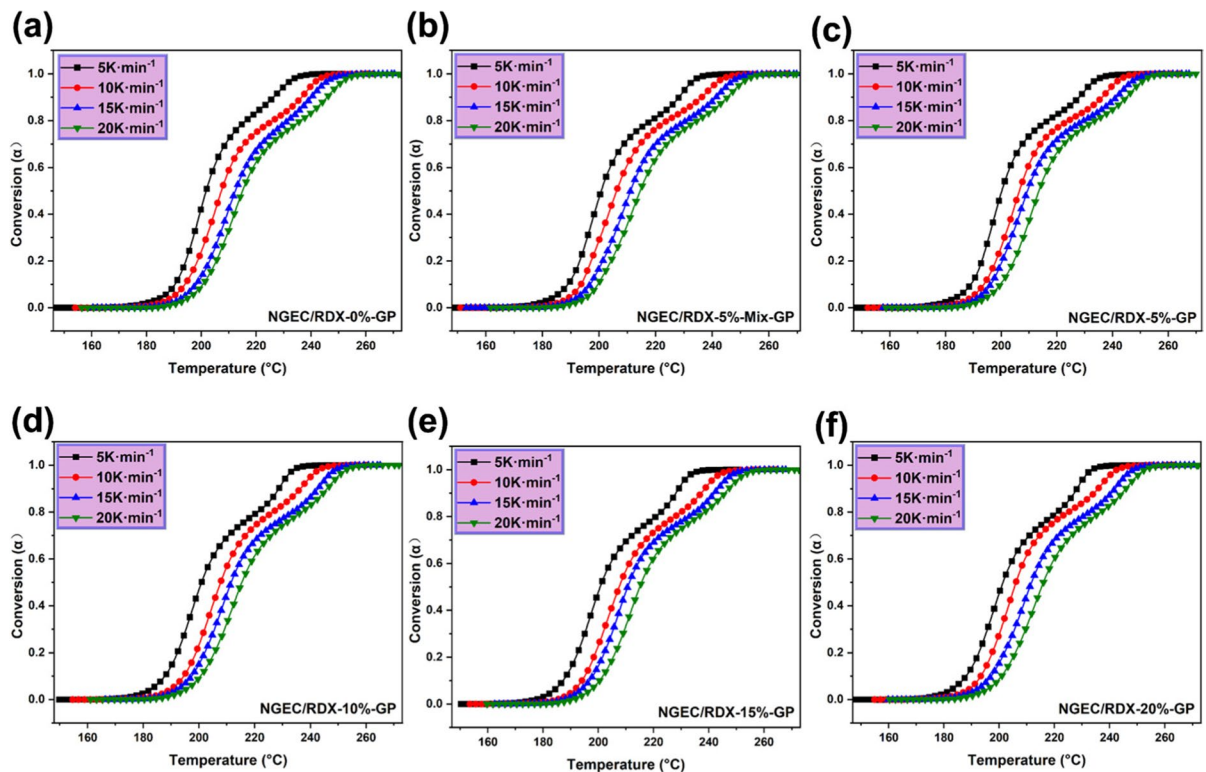 (a)
5K·min⁻¹
10K·min⁻¹
15K·min⁻¹
20K·min⁻¹
Conversion (α)
1.0
0.8
0.6
0.4
0.2
0.0
NGEC/RDX-0%-GP
160 180 200 220 240 260
Temperature (°C)
(b)
5K·min⁻¹
10K·min⁻¹
15K·min⁻¹
20K·min⁻¹
Conversion (α)
1.0
0.8
0.6
0.4
0.2
0.0
NGEC/RDX-5%-Mix-GP
160 180 200 220 240 260
Temperature (°C)
(c)
5K·min⁻¹
10K·min⁻¹
15K·min⁻¹
20K·min⁻¹
Conversion (α)
1.0
0.8
0.6
0.4
0.2
0.0
NGEC/RDX-5%-GP
160 180 200 220 240 260
Temperature (°C)
(d)
5K·min⁻¹
10K·min⁻¹
15K·min⁻¹
20K·min⁻¹
Conversion (α)
1.0
0.8
0.6
0.4
0.2
0.0
NGEC/RDX-10%-GP
160 180 200 220 240 260
Temperature (°C)
(e)
5K·min⁻¹
10K·min⁻¹
15K·min⁻¹
20K·min⁻¹
Conversion (α)
1.0
0.8
0.6
0.4
0.2
0.0
NGEC/RDX-15%-GP
160 180 200 220 240 260
Temperature (°C)
(f)
5K·min⁻¹
10K·min⁻¹
15K·min⁻¹
20K·min⁻¹
Conversion (α)
1.0
0.8
0.6
0.4
0.2
0.0
NGEC/RDX-20%-GP
160 180 200 220 240 260
Temperature (°C)